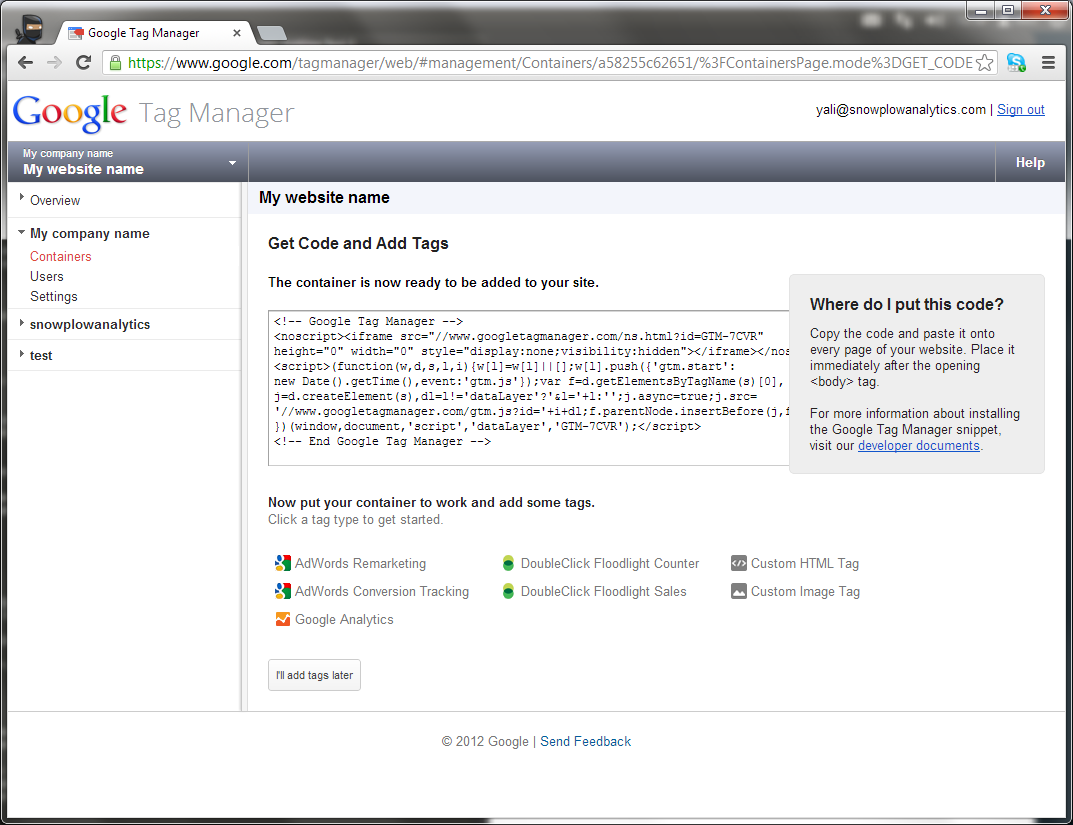 Google Tag Manager
https://www.google.com/tagmanager/web/#management/Containers/a58255c62651/%3FContainersPage.mode%3DGET_CODE
Google Tag Manager
yali@snowplowanalytics.com | Sign out
My company name
My website name
Help
Overview
My company name
Containers
Users
Settings
snowplowanalytics
test
My website name
Get Code and Add Tags
The container is now ready to be added to your site.
<!-- Google Tag Manager -->
<noscript><iframe src="//www.googletagmanager.com/ns.html?id=GTM-7CVR"
height="0" width="0" style="display:none;visibility:hidden"></iframe></nos
<script>(function(w,d,s,l,i){w[l]=w[l]||[];w[l].push({'gtm.start':
new Date().getTime(),event:'gtm.js'});var f=d.getElementsByTagName(s)[0],
j=d.createElement(s),dl=l!='dataLayer'?'&l='+l:'';j.async=true;j.src=
'//www.googletagmanager.com/gtm.js?id='+i+dl;f.parentNode.insertBefore(j,f
})(window,document,'script','dataLayer','GTM-7CVR');</script>
<!-- End Google Tag Manager -->
Where do I put this code?
Copy the code and paste it onto
every page of your website. Place it
immediately after the opening
<body> tag.
For more information about installing
the Google Tag Manager snippet,
visit our developer documents.
Now put your container to work and add some tags.
Click a tag type to get started.
AdWords Remarketing
DoubleClick Floodlight Counter
Custom HTML Tag
AdWords Conversion Tracking
DoubleClick Floodlight Sales
Custom Image Tag
Google Analytics
I'll add tags later
© 2012 Google | Send Feedback